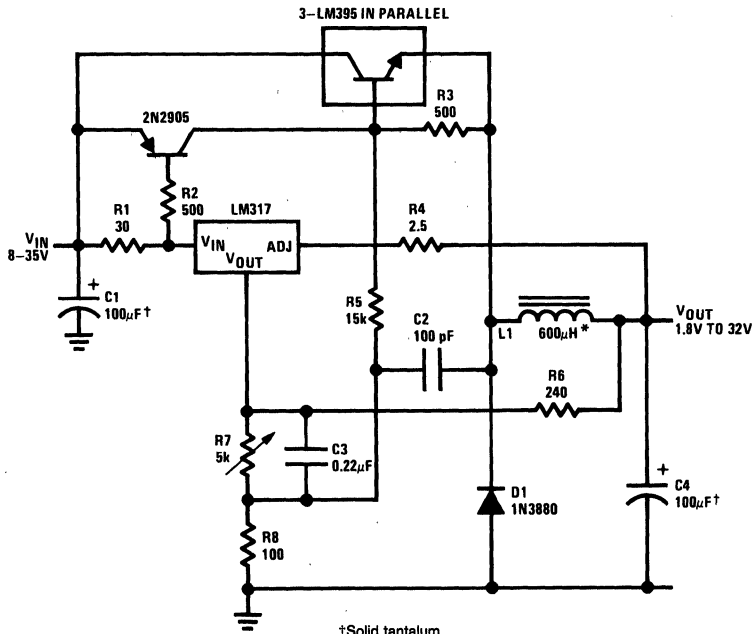 3–LM395 IN PARALLEL
2N2905
R3
500
R2
500
LM317
R1
30
R4
2.5
VIN
8–35V
VIN
ADJ
VOUT
+
C1
100μF†
R5
15k
C2
100 pF
L1
600μH*
VOUT
1.8V TO 32V
R6
240
R7
5k
C3
0.22μF
D1
1N3880
+
C4
100μF†
R8
100
†Solid tantalum